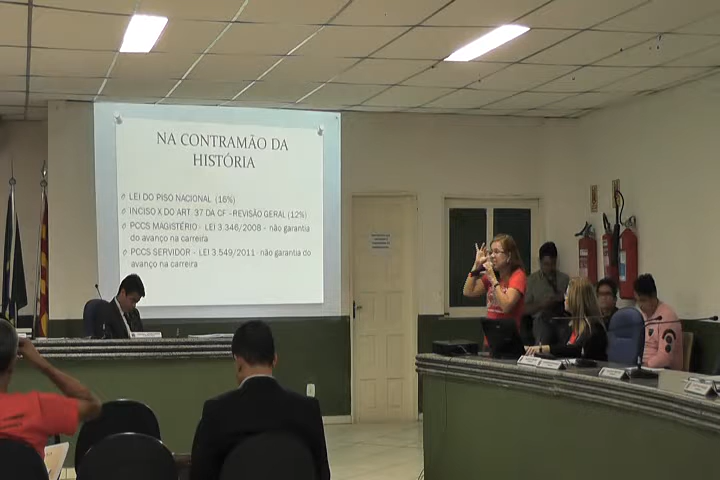 NA CONTRAMÃO DA
HISTÓRIA
LEI DO PISO NACIONAL (16%)
INCISO X DO ART. 37 DA CF - REVISÃO GERAL (12%)
PCCS MAGISTÉRIO - LEI 3.346/2008 - não garantia
do avanço na carreira
PCCS SERVIDOR - LEI 3.549/2011 - não garantia do
avanço na carreira